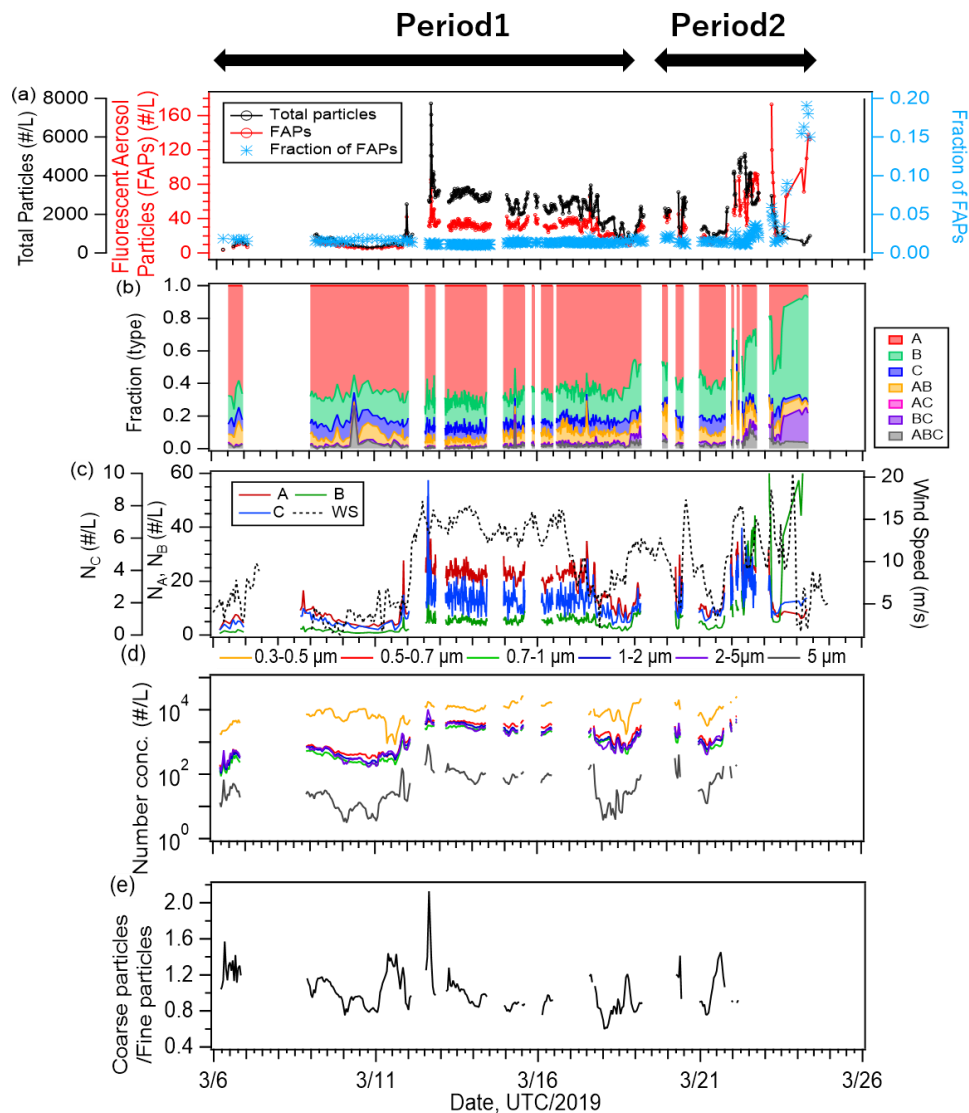 Period1
Period2
(a)
8000
6000
4000
2000
0
Total Particles (#/L)
160
120
80
40
0
Fluorescent Aerosol
Particles (FAPs) (#/L)
Total particles
FAPs
Fraction of FAPs
0.20
0.15
0.10
0.05
0.00
Fraction of FAPs
(b)
1.0
0.8
0.6
0.4
0.2
0.0
Fraction (type)
A
B
C
AB
AC
BC
ABC
(c)
10
8
6
4
2
0
N_C (#/L)
60
40
20
0
N_A, N_B (#/L)
A B
C WS
20
15
10
5
Wind Speed (m/s)
(d)
0.3-0.5 µm 0.5-0.7 µm 0.7-1 µm 1-2 µm 2-5µm 5 µm
10⁴
10²
10⁰
Number conc. (#/L)
(e)
2.0
1.6
1.2
0.8
0.4
Coarse particles
/Fine particles
3/6 3/11 3/16 3/21 3/26
Date, UTC/2019